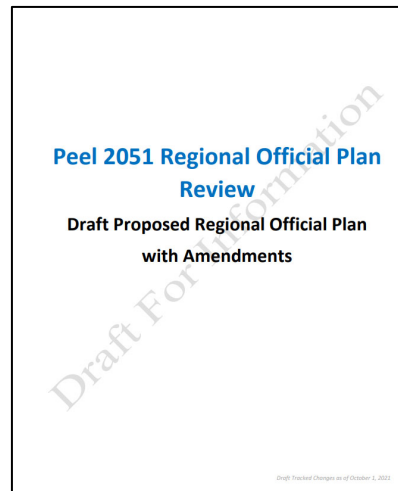 Peel 2051 Regional Official Plan
Review
Draft Proposed Regional Official Plan
with Amendments
Draft For Information
Draft Tracked Changes as of October 1, 2021